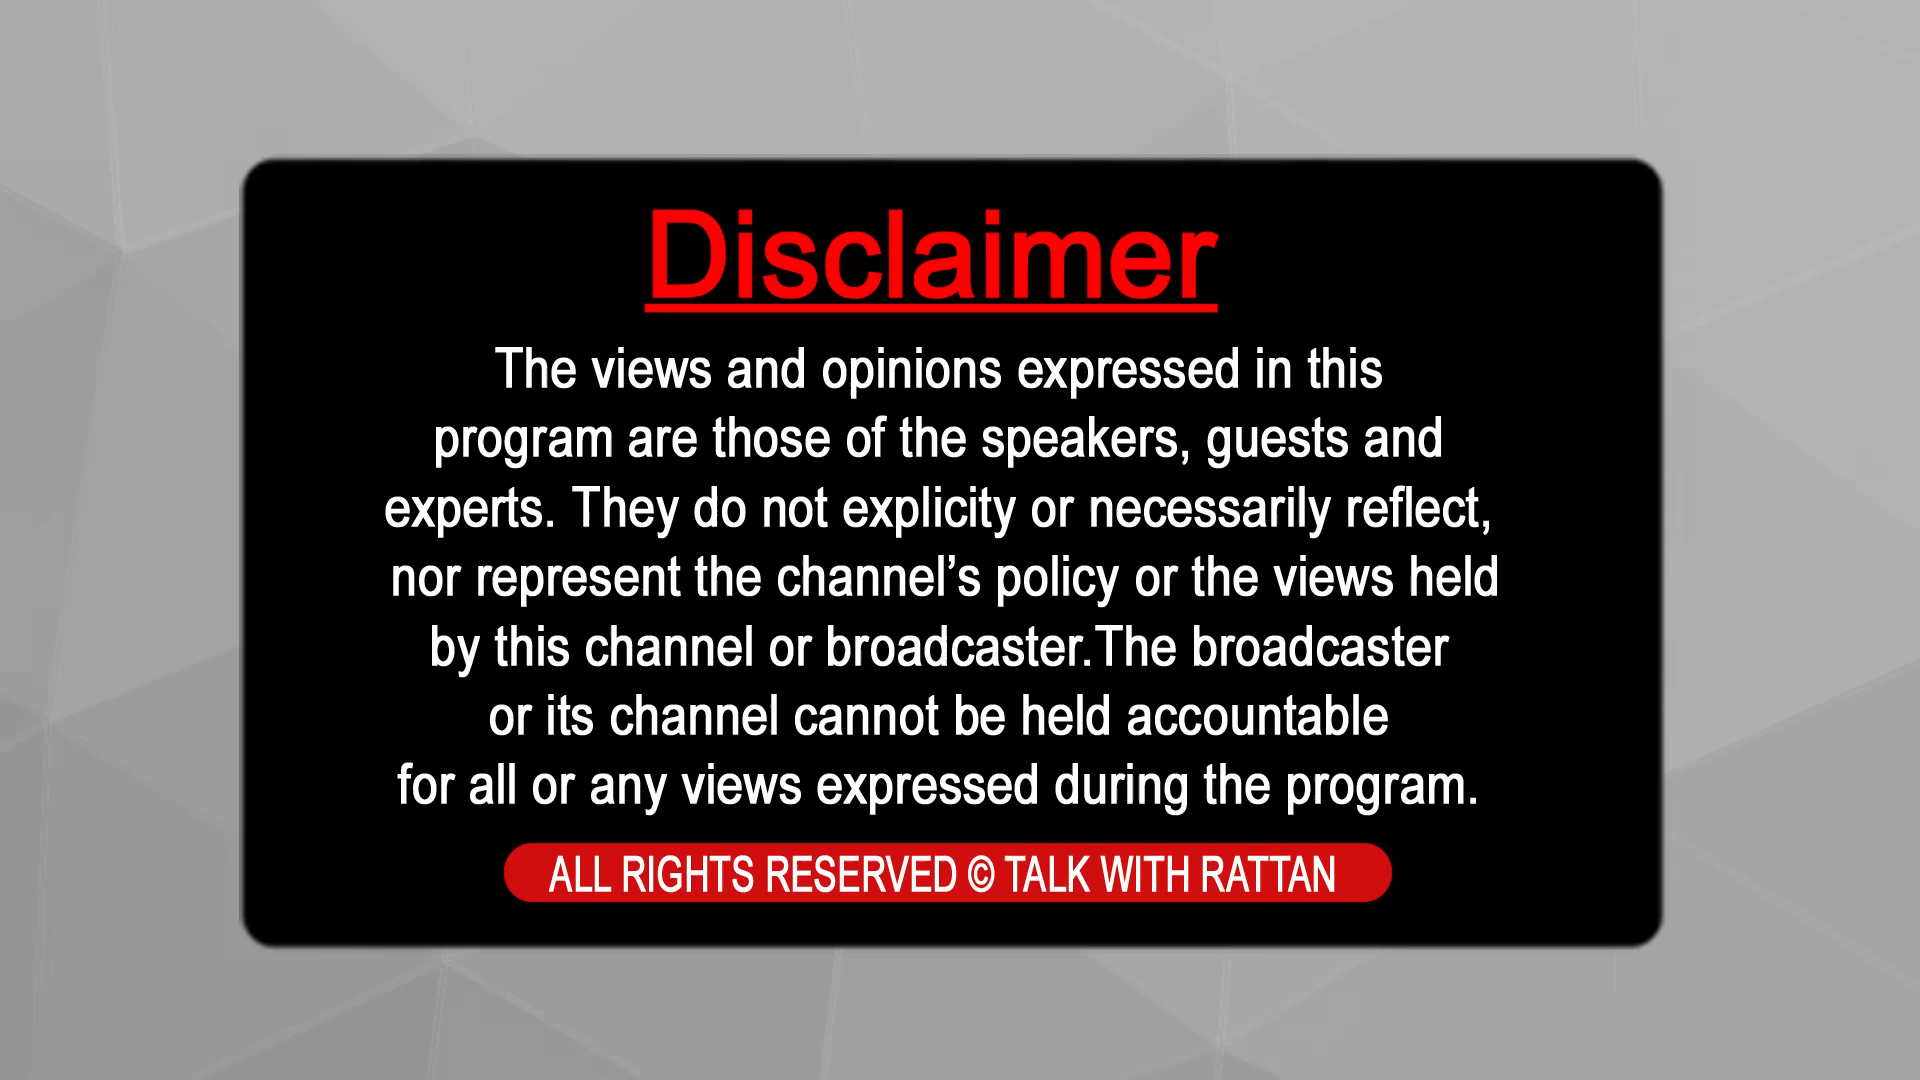 Disclaimer
The views and opinions expressed in this
program are those of the speakers, guests and
experts. They do not explicity or necessarily reflect,
nor represent the channel’s policy or the views held
by this channel or broadcaster.The broadcaster
or its channel cannot be held accountable
for all or any views expressed during the program.
ALL RIGHTS RESERVED © TALK WITH RATTAN